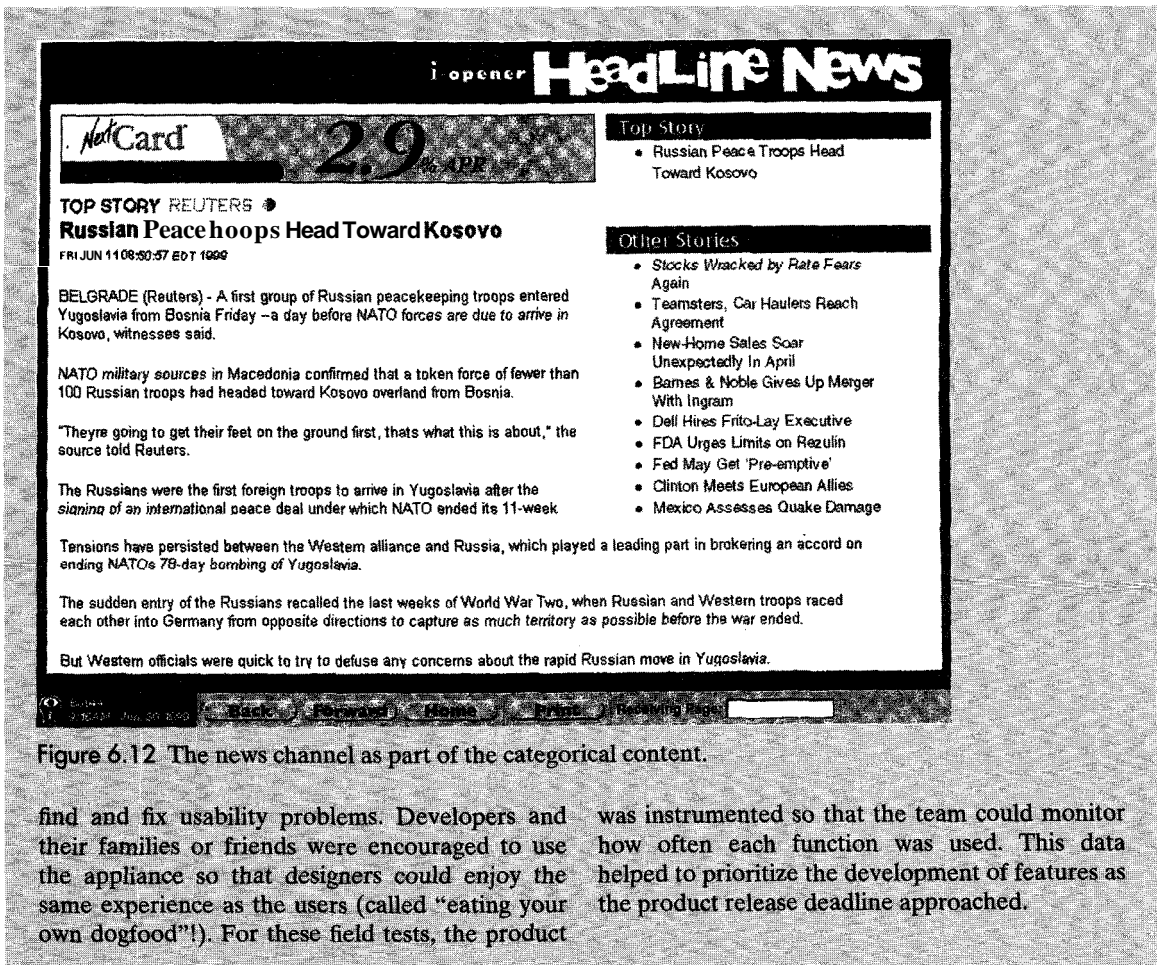 i-opener HeadLine News
NextCard
2.9% APR
TOP STORY REUTERS
Russian Peace hoops Head Toward Kosovo
FRI JUN 11 08:50:57 EDT 1999
BELGRADE (Reuters) - A first group of Russian peacekeeping troops entered
Yugoslavia from Bosnia Friday --a day before NATO forces are due to arrive in
Kosovo, witnesses said.
NATO military sources in Macedonia confirmed that a token force of fewer than
100 Russian troops had headed toward Kosovo overland from Bosnia.
"Theyre going to get their feet on the ground first, thats what this is about," the
source told Reuters.
The Russians were the first foreign troops to arrive in Yugoslavia after the
signing of an international peace deal under which NATO ended its 11-week
Top Story
• Russian Peace Troops Head
Toward Kosovo
Other Stories
• Stocks Wracked by Rate Fears
Again
• Teamsters, Car Haulers Reach
Agreement
• New-Home Sales Soar
Unexpectedly In April
• Barnes & Noble Gives Up Merger
With Ingram
• Dell Hires Frito-Lay Executive
• FDA Urges Limits on Rezulin
• Fed May Get 'Pre-emptive'
• Clinton Meets European Allies
• Mexico Assesses Quake Damage
Tensions have persisted between the Western alliance and Russia, which played a leading part in brokering an accord on
ending NATOs 78-day bombing of Yugoslavia.
The sudden entry of the Russians recalled the last weeks of World War Two, when Russian and Western troops raced
each other into Germany from opposite directions to capture as much territory as possible before the war ended.
But Western officials were quick to try to defuse any concerns about the rapid Russian move in Yugoslavia.
Back Forward Home Print Receiving Page:
Figure 6.12 The news channel as part of the categorical content.
find and fix usability problems. Developers and
their families or friends were encouraged to use
the appliance so that designers could enjoy the
same experience as the users (called "eating your
own dogfood"!). For these field tests, the product
was instrumented so that the team could monitor
how often each function was used. This data
helped to prioritize the development of features as
the product release deadline approached.